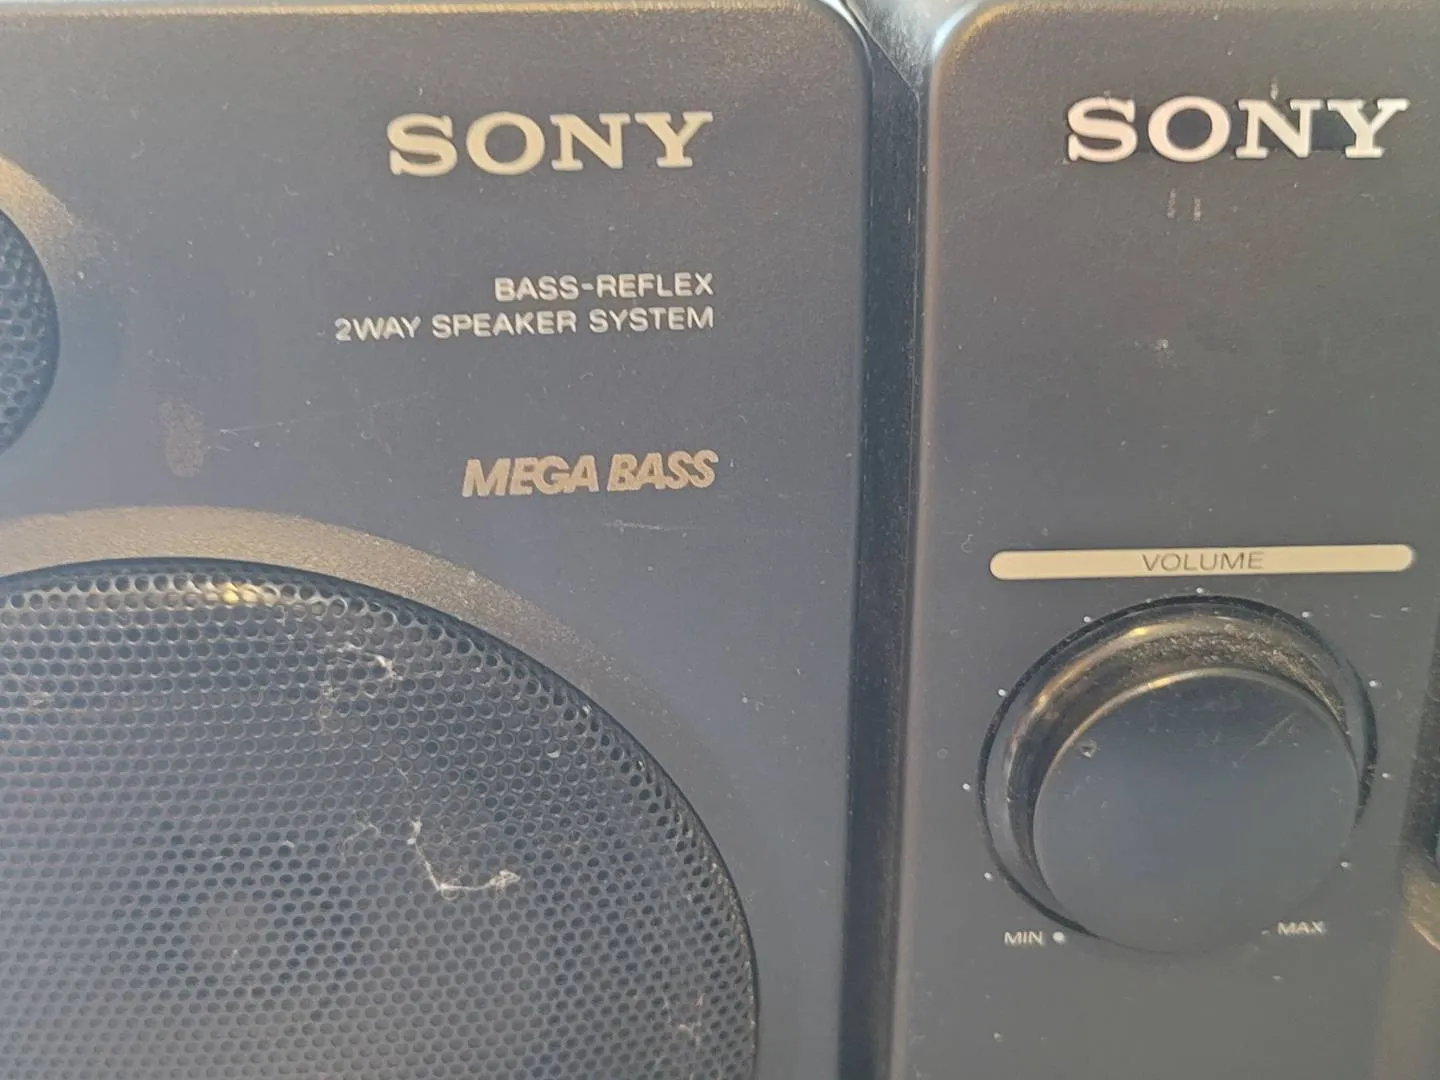 SONY
BASS-REFLEX
2WAY SPEAKER SYSTEM
MEGA BASS
SONY
VOLUME
MIN
MAX